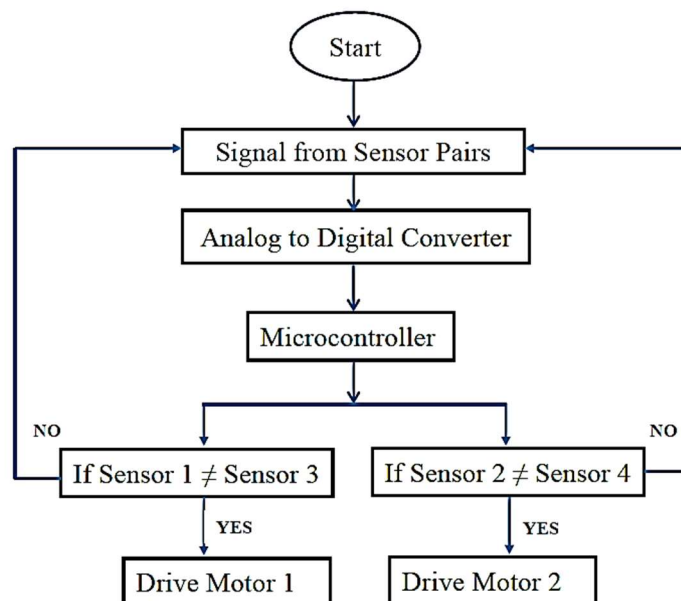 Start
Signal from Sensor Pairs
Analog to Digital Converter
Microcontroller
NO
NO
If Sensor 1 ≠ Sensor 3
If Sensor 2 ≠ Sensor 4
YES
YES
Drive Motor 1
Drive Motor 2